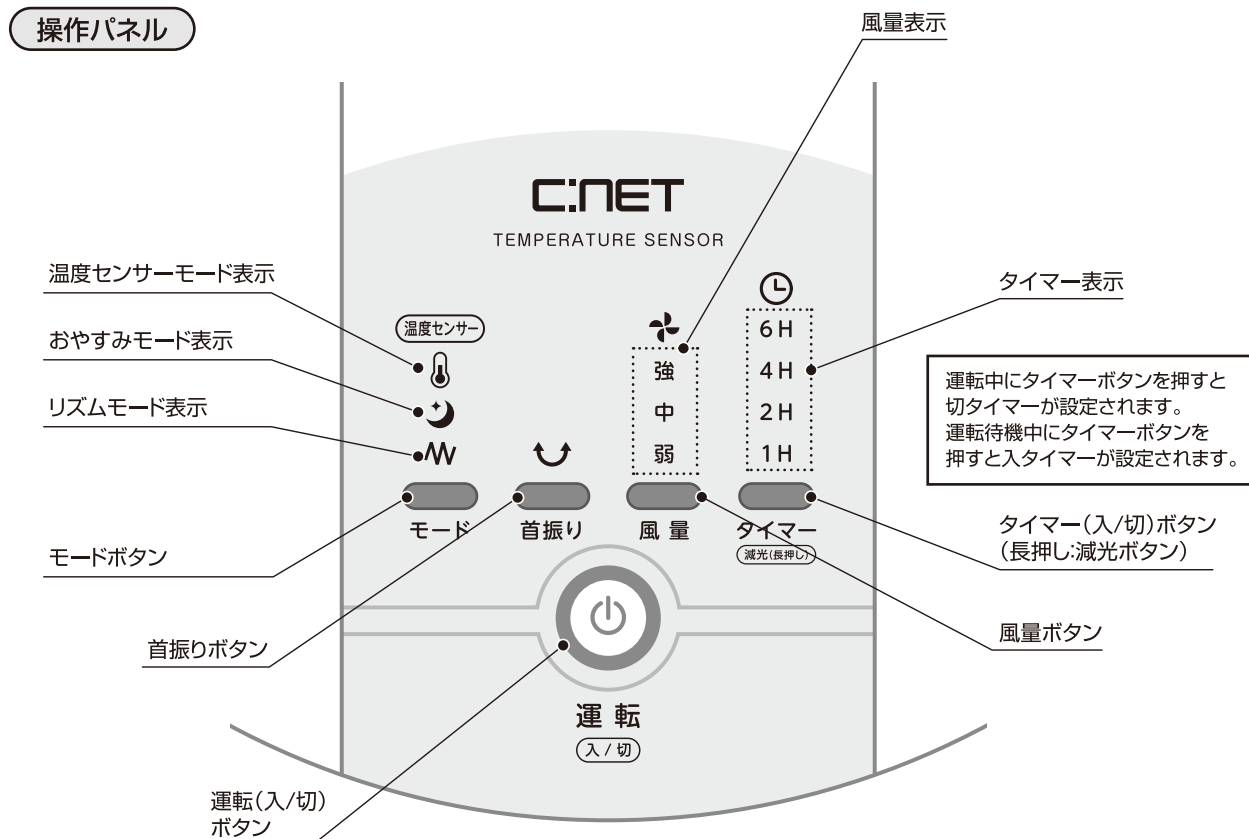 操作パネル
風量表示
C:NET
TEMPERATURE SENSOR
温度センサーモード表示
おやすみモード表示
リズムモード表示
モードボタン
首振りボタン
運転(入/切)
ボタン
温度センサー
強
中
弱
6H
4H
2H
1H
モード
首振り
風量
タイマー
減光(長押し)
運転
入/切
タイマー表示
運転中にタイマーボタンを押すと
切タイマーが設定されます。
運転待機中にタイマーボタンを
押すと入タイマーが設定されます。
タイマー(入/切)ボタン
(長押し:減光ボタン)
風量ボタン